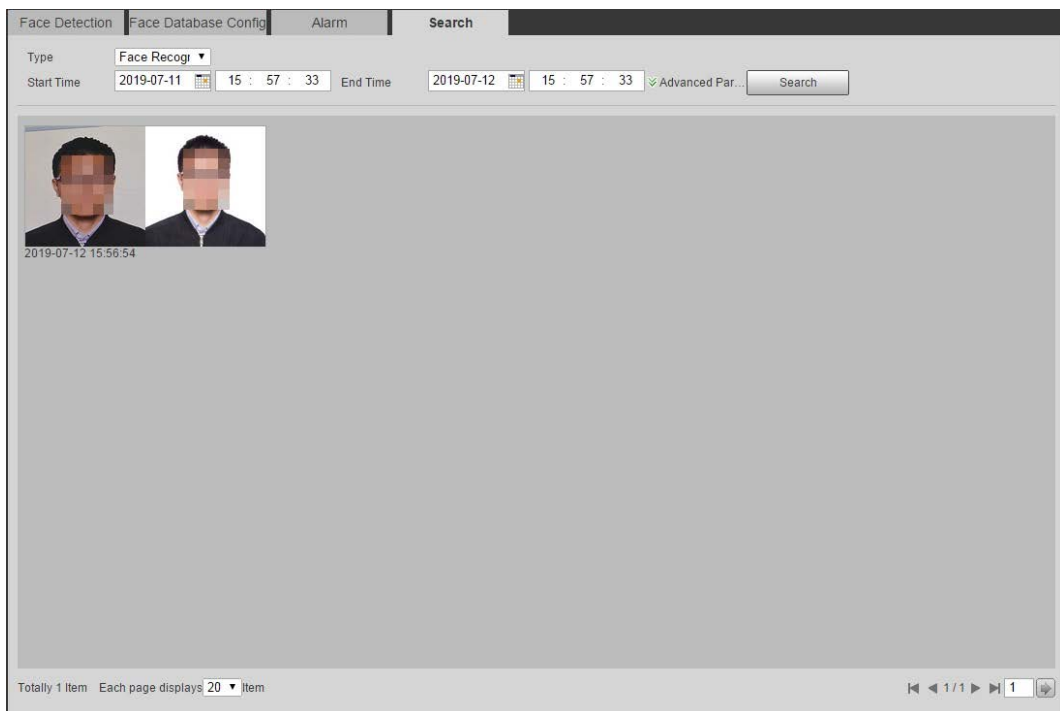 Face Detection Face Database Config Alarm Search
Type Face Recogr
Start Time 2019-07-11 15 : 57 : 33 End Time 2019-07-12 15 : 57 : 33 Advanced Par... Search
2019-07-12 15:56:54
Totally 1 Item Each page displays 20 Item 1 / 1 1